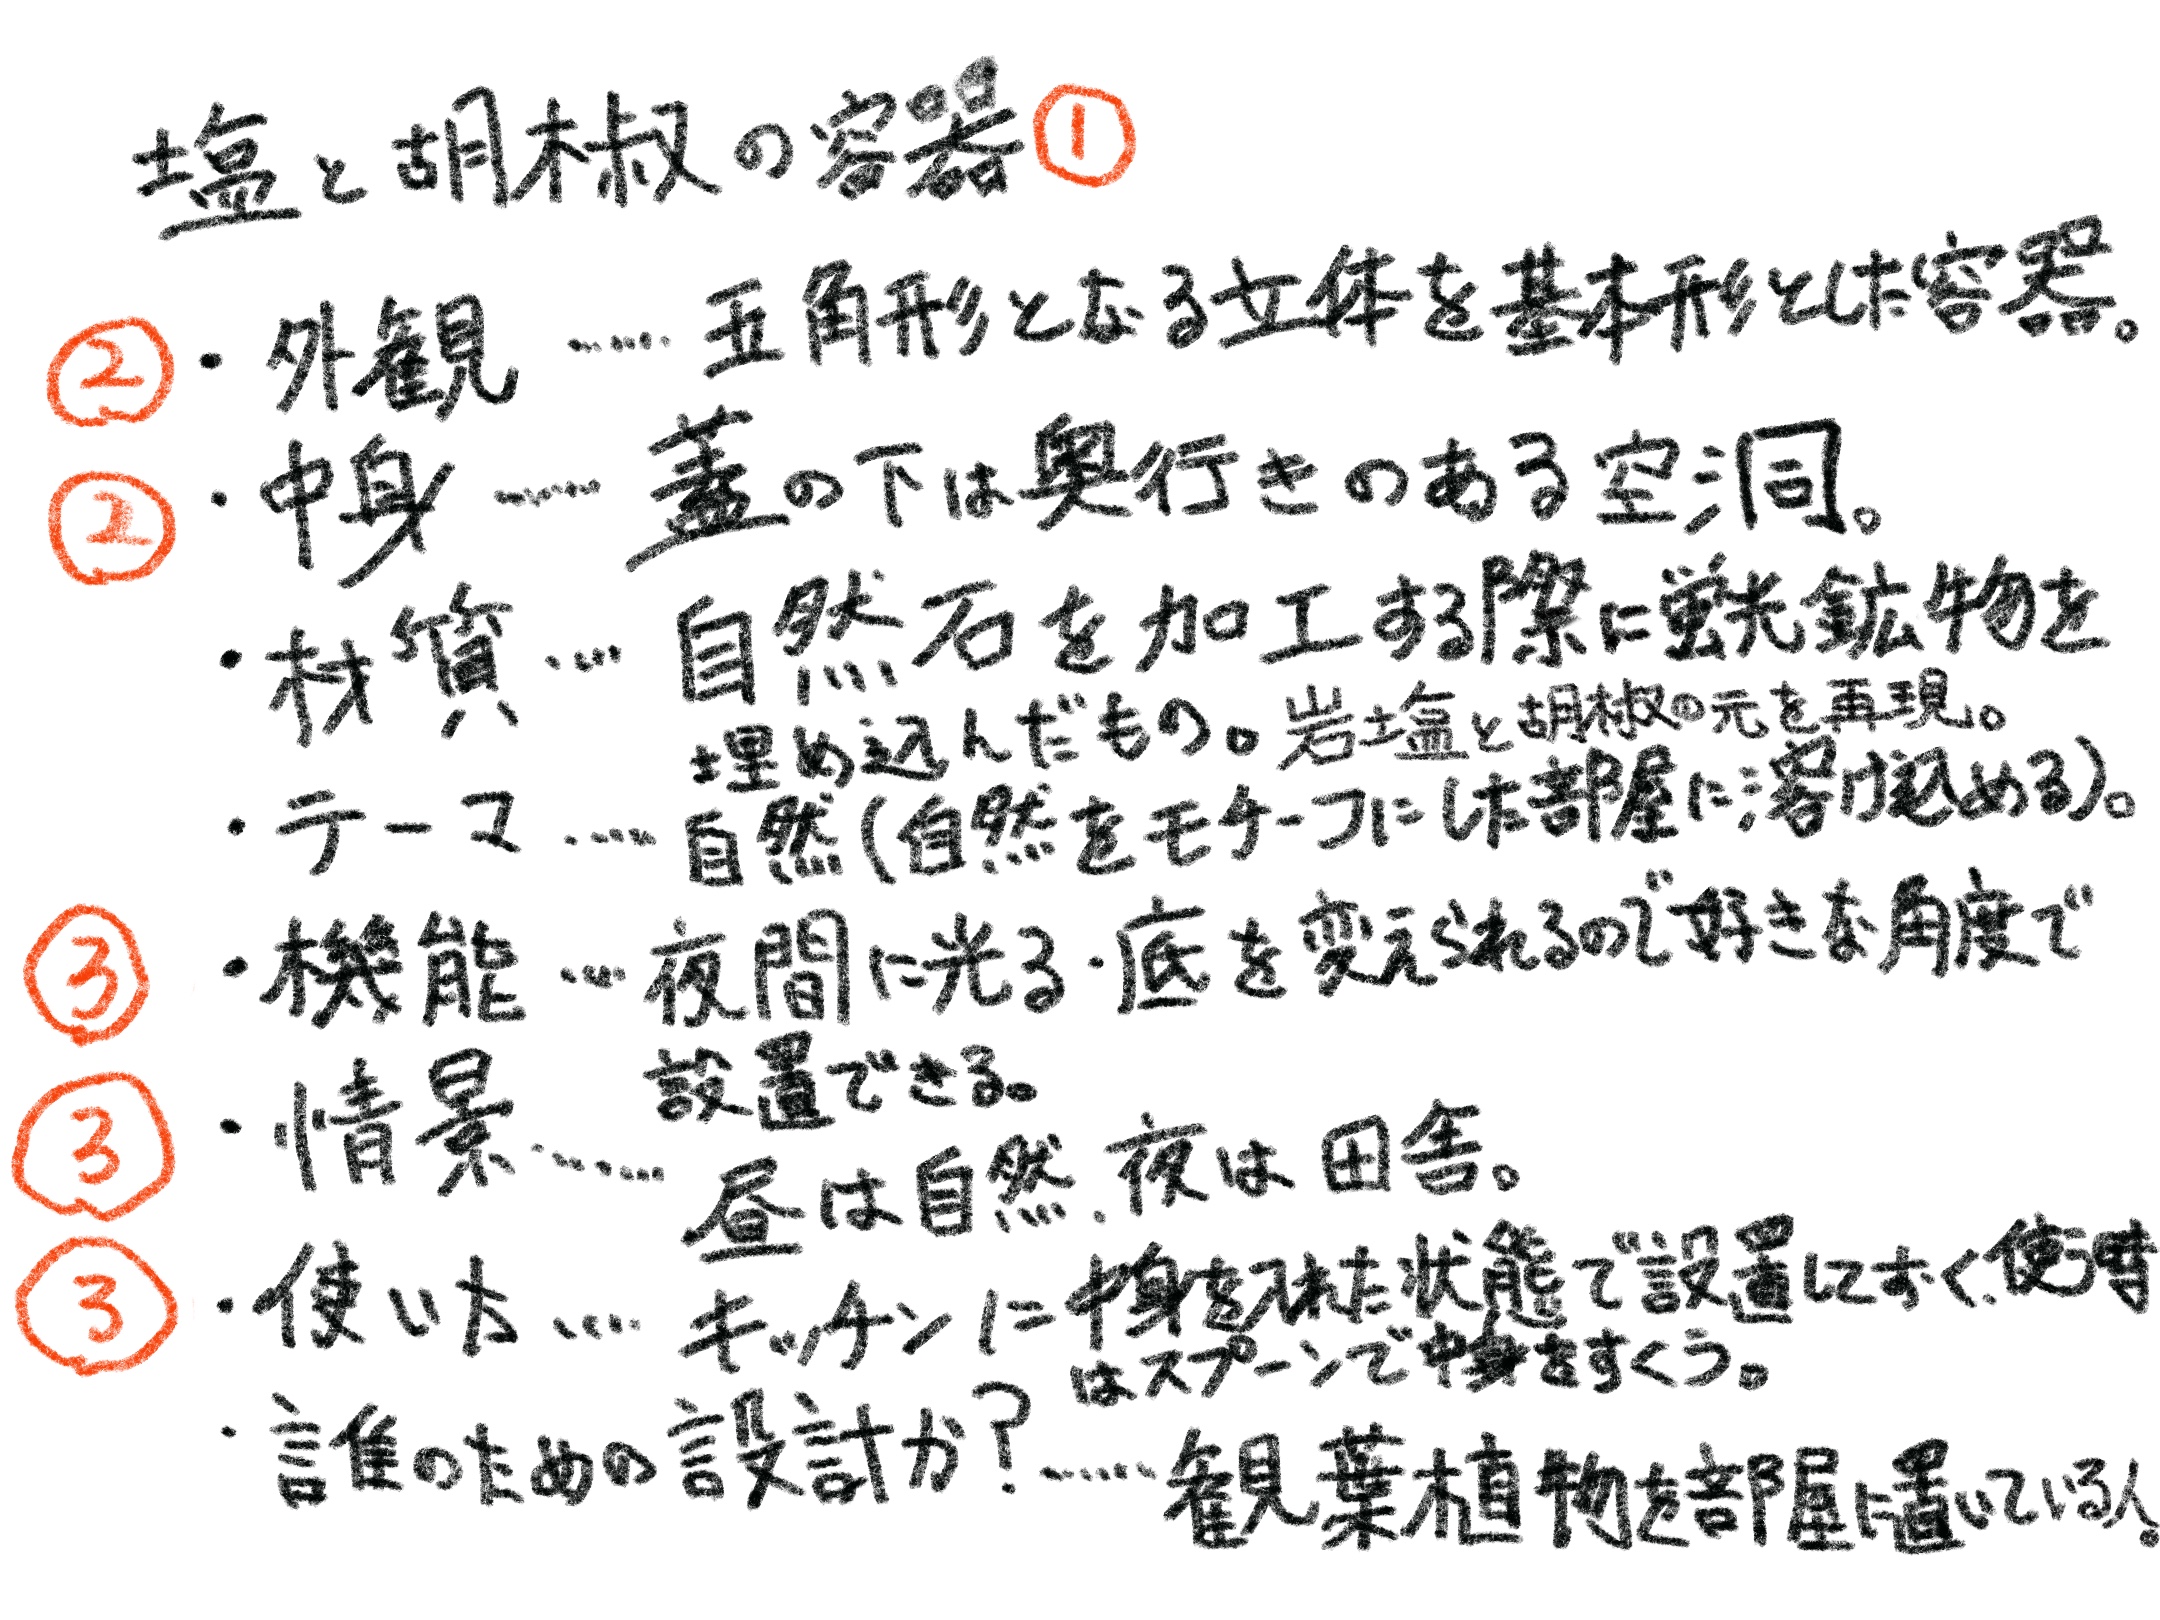 塩と胡椒の容器 ①
② ・外観……五角形となる立体を基本形とした容器。
② ・中身……蓋の下は奥行きのある空洞。
・材質…自然石を加工する際に蛍光鉱物を
埋め込んだもの。岩塩と胡椒の元を再現。
・テーマ…自然(自然をモチーフにした部屋に溶け込める)。
③ ・機能…夜間に光る・底を変えられるので好きな角度で
設置できる。
③ ・情景……昼は自然、夜は田舎。
③ ・使い方…キッチンに中身を入れた状態で設置しておく、使う時
はスプーンで中身をすくう。
・誰のための設計か?……観葉植物を部屋に置いている人。